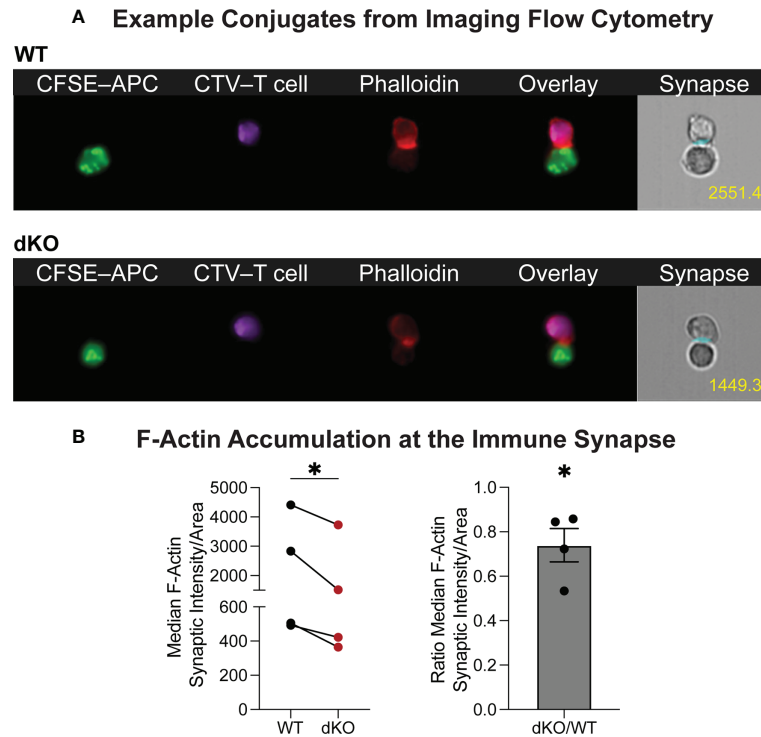 A Example Conjugates from Imaging Flow Cytometry
WT
CFSE–APC CTV–T cell Phalloidin Overlay Synapse
2551.4
dKO
CFSE–APC CTV–T cell Phalloidin Overlay Synapse
1449.3
B F-Actin Accumulation at the Immune Synapse
Median F-Actin
Synaptic Intensity/Area
5000
4000
3000
2000
600
400
200
0
*
WT dKO
Ratio Median F-Actin
Synaptic Intensity/Area
1.0
0.8
0.6
0.4
0.2
0.0
*
dKO/WT